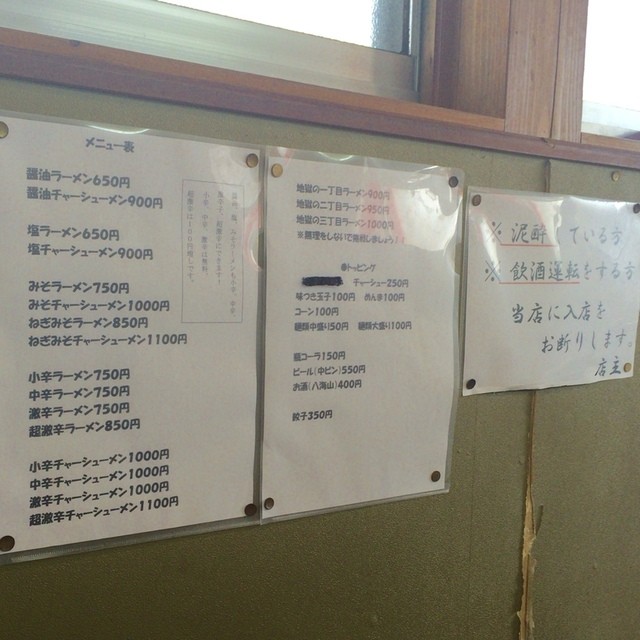 メニュー表
醤油ラーメン650円
醤油チャーシューメン900円
塩ラーメン650円
塩チャーシューメン900円
みそラーメン750円
みそチャーシューメン1000円
ねぎみそラーメン850円
ねぎみそチャーシューメン1100円
小辛ラーメン750円
中辛ラーメン750円
激辛ラーメン750円
超激辛ラーメン850円
小辛チャーシューメン1000円
中辛チャーシューメン1000円
激辛チャーシューメン1000円
超激辛チャーシューメン1100円
地獄の一丁目ラーメン900円
地獄の二丁目ラーメン950円
地獄の三丁目ラーメン1000円
※無理をしないで挑戦しましょう!!
トッピング
チャーシュー250円
味つき玉子100円 めんま100円
コーン100円
麺類中盛り50円 麺類大盛り100円
瓶コーラ150円
ビール(中ビン)550円
お酒(八海山)400円
餃子350円
※ 泥酔している方
※ 飲酒運転をする方
当店に入店を
お断りします。
店主